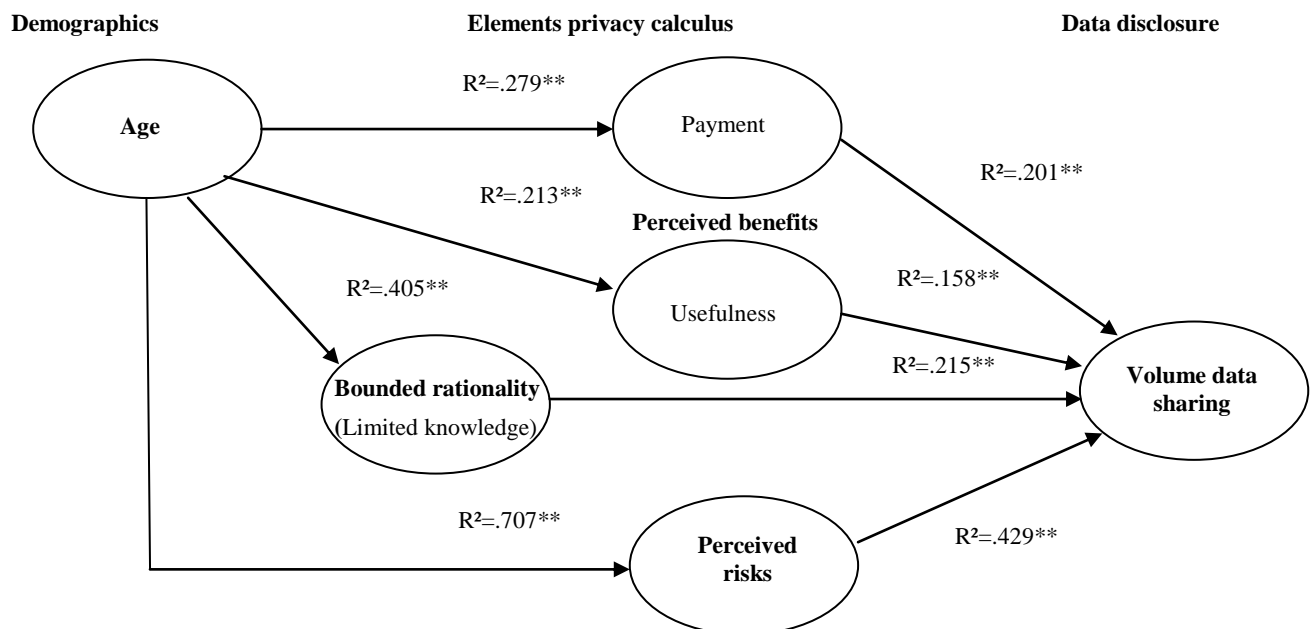 Demographics
Elements privacy calculus
Data disclosure
R²=.279**
Age
Payment
R²=.201**
R²=.213**
Perceived benefits
R²=.158**
R²=.405**
Usefulness
R²=.215**
Bounded rationality
(Limited knowledge)
Volume data
sharing
R²=.707**
R²=.429**
Perceived
risks